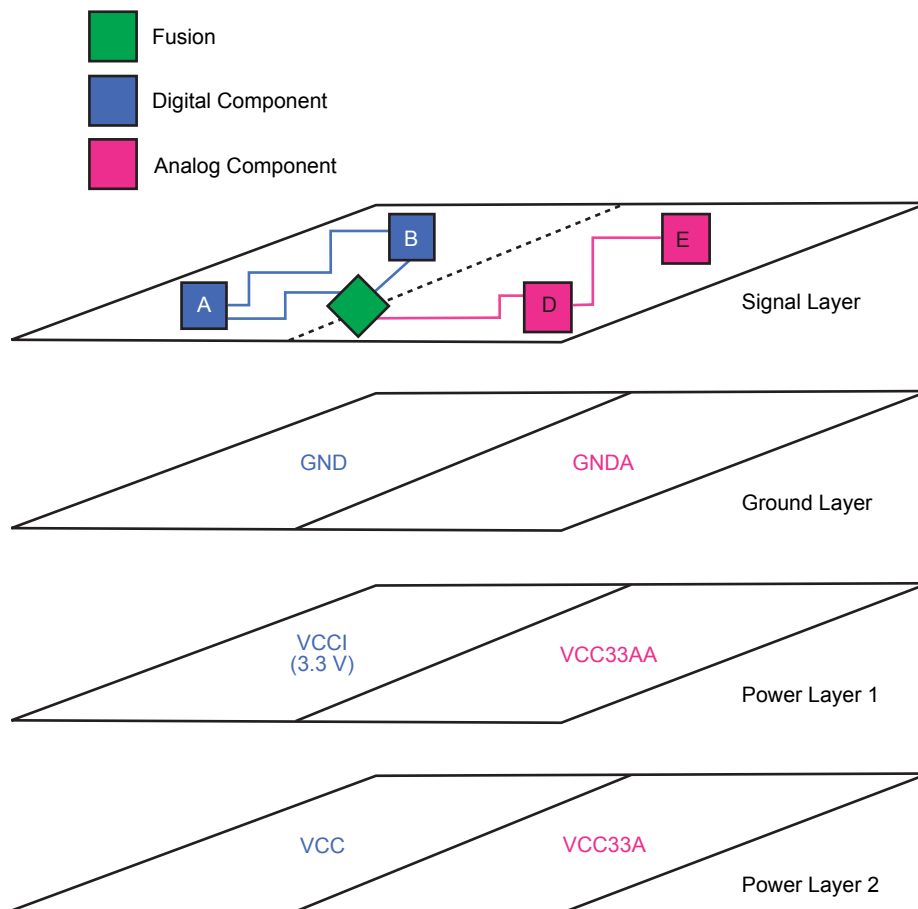 Fusion
Digital Component
Analog Component
B
E
A
D
Signal Layer
GND
GNDA
Ground Layer
VCCI
(3.3 V)
VCC33AA
Power Layer 1
VCC
VCC33A
Power Layer 2